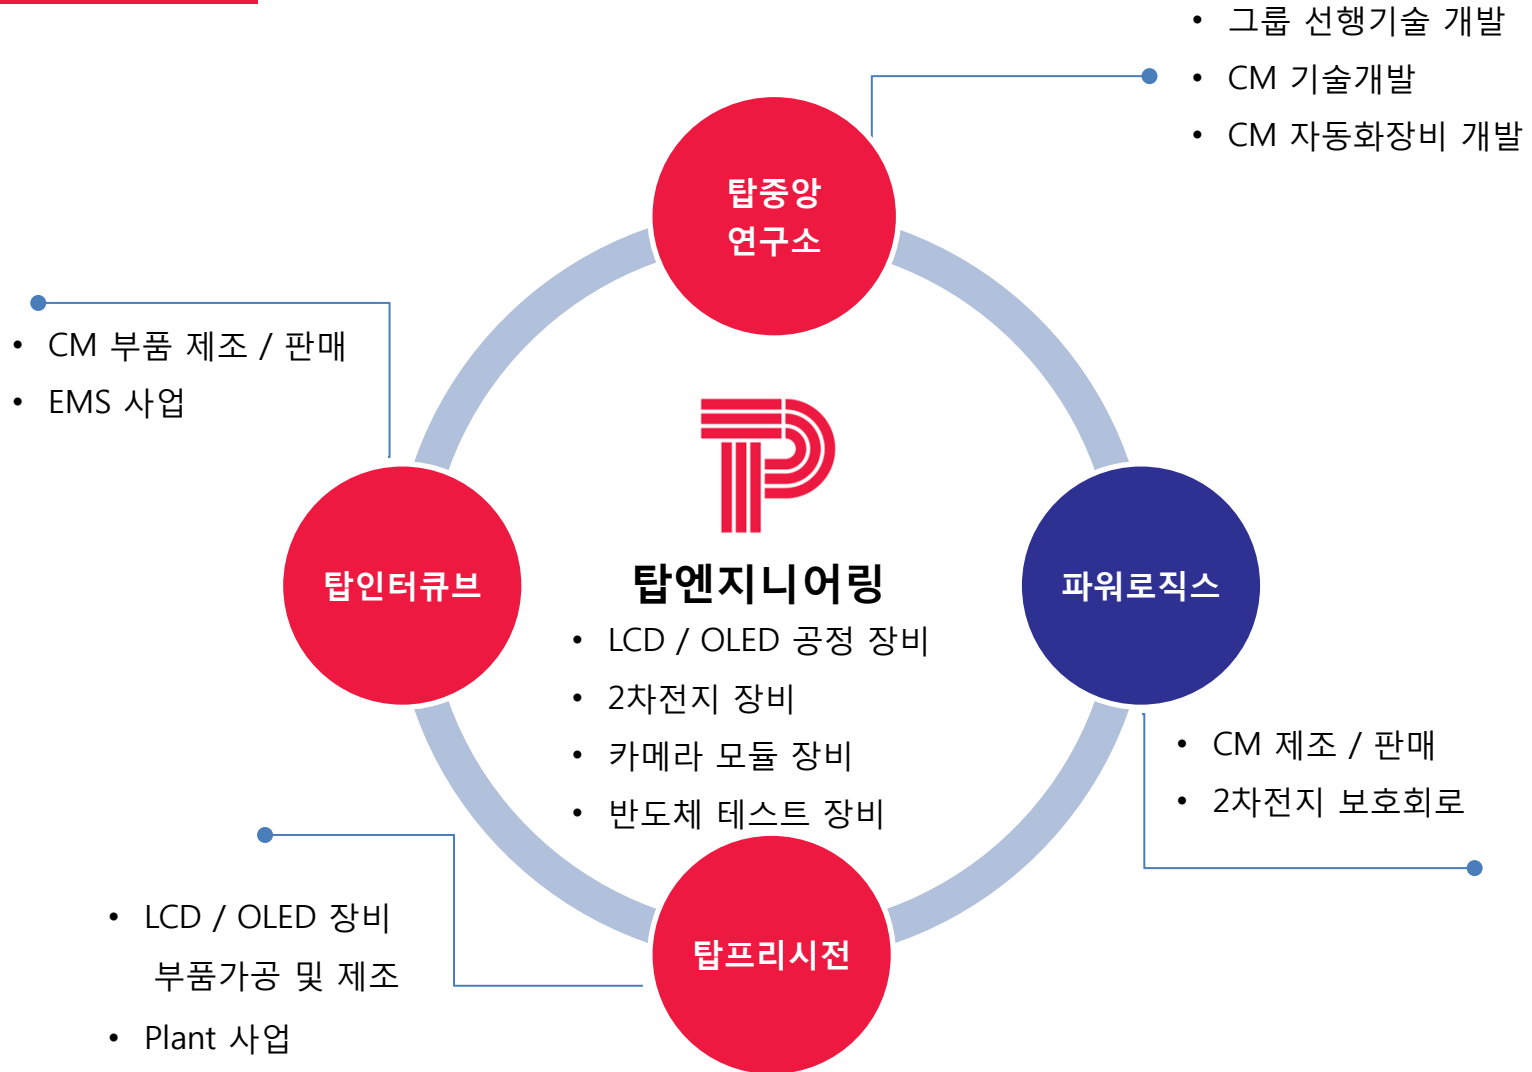 • 그룹 선행기술 개발
• CM 기술개발
• CM 자동화장비 개발
탑중앙
연구소
• CM 부품 제조 / 판매
• EMS 사업
탑인터큐브
탑엔지니어링
• LCD / OLED 공정 장비
• 2차전지 장비
• 카메라 모듈 장비
• 반도체 테스트 장비
파워로직스
• CM 제조 / 판매
• 2차전지 보호회로
• LCD / OLED 장비
부품가공 및 제조
• Plant 사업
탑프리시전